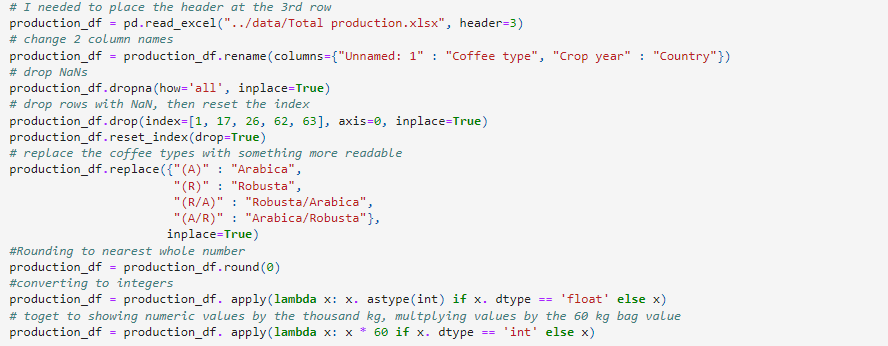 # I needed to place the header at the 3rd row
production_df = pd.read_excel("../data/Total production.xlsx", header=3)
# change 2 column names
production_df = production_df.rename(columns={"Unnamed: 1" : "Coffee type", "Crop year" : "Country"})
# drop NaNs
production_df.dropna(how='all', inplace=True)
# drop rows with NaN, then reset the index
production_df.drop(index=[1, 17, 26, 62, 63], axis=0, inplace=True)
production_df.reset_index(drop=True)
# replace the coffee types with something more readable
production_df.replace({"(A)" : "Arabica",
"(R)" : "Robusta",
"(R/A)" : "Robusta/Arabica",
"(A/R)" : "Arabica/Robusta"},
inplace=True)
#Rounding to nearest whole number
production_df = production_df.round(0)
#converting to integers
production_df = production_df. apply(lambda x: x. astype(int) if x. dtype == 'float' else x)
# toget to showing numeric values by the thousand kg, multplying values by the 60 kg bag value
production_df = production_df. apply(lambda x: x * 60 if x. dtype == 'int' else x)